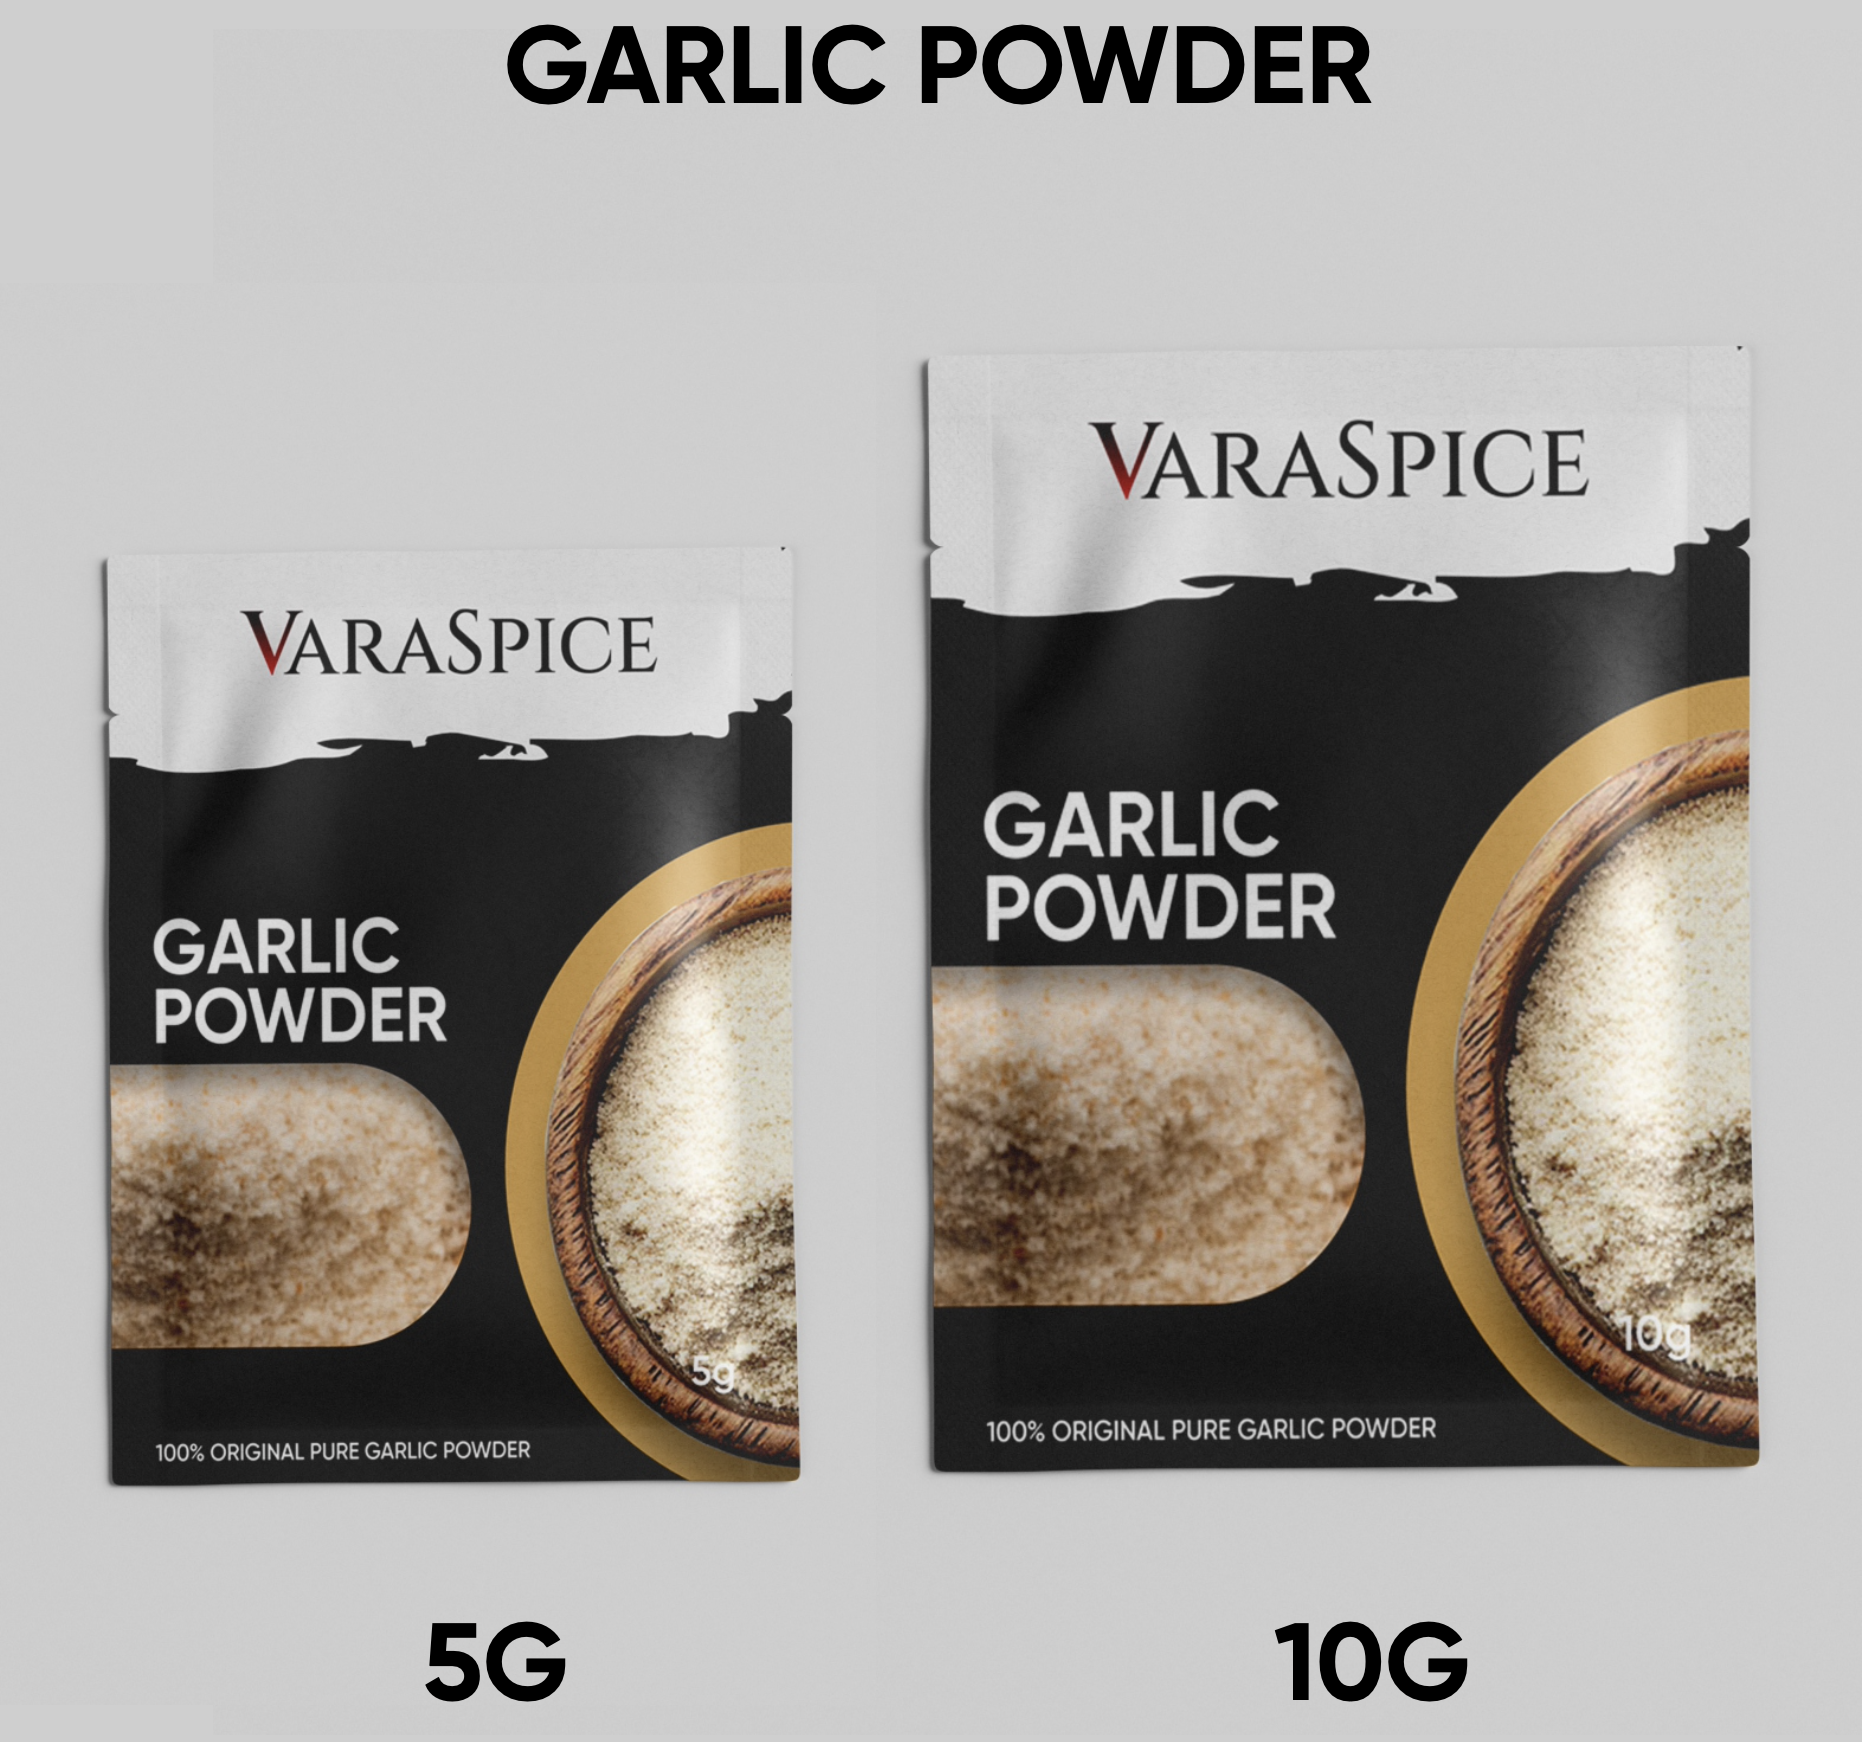 GARLIC POWDER
VARASPICE
GARLIC
POWDER
5g
100% ORIGINAL PURE GARLIC POWDER
VARASPICE
GARLIC
POWDER
10g
100% ORIGINAL PURE GARLIC POWDER
5G
10G